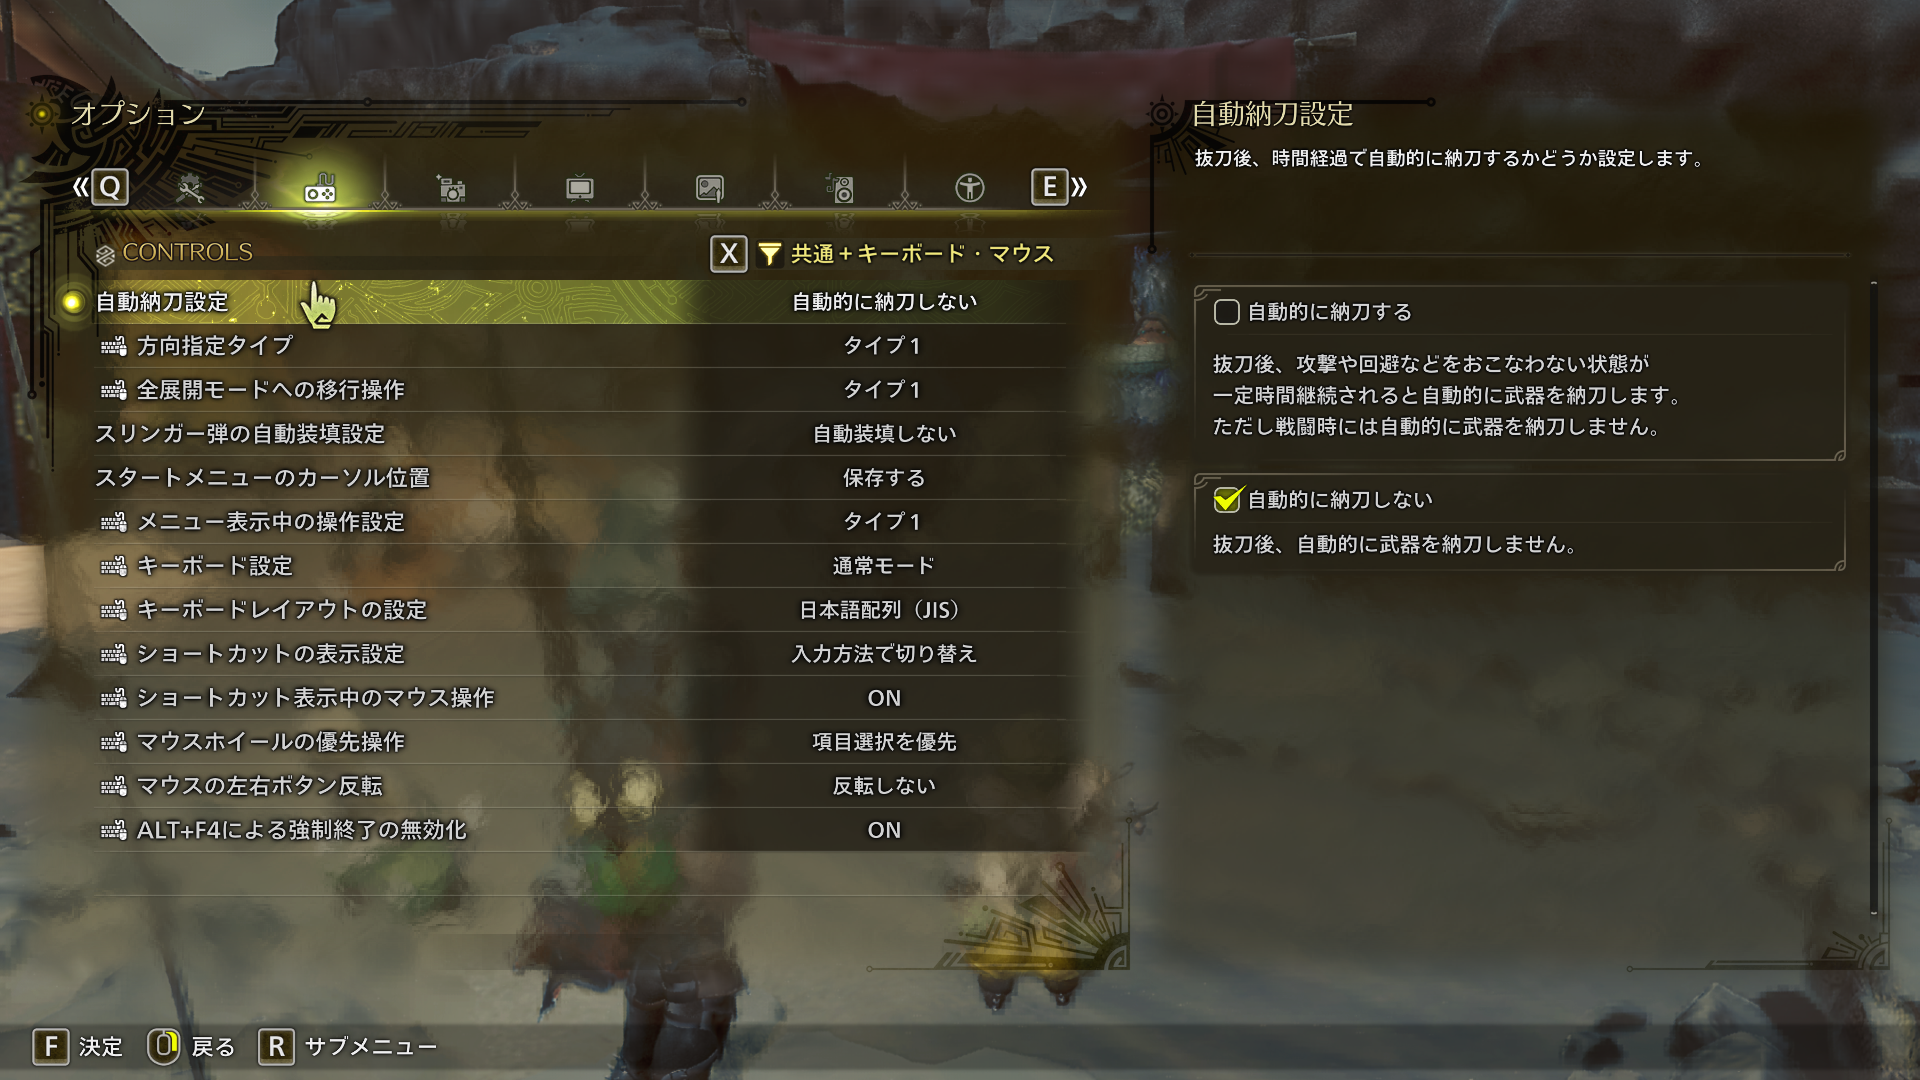 オプション
Q
E
CONTROLS
X 共通+キーボード・マウス
自動納刀設定 自動的に納刀しない
方向指定タイプ タイプ1
全展開モードへの移行操作 タイプ1
スリンガー弾の自動装填設定 自動装填しない
スタートメニューのカーソル位置 保存する
メニュー表示中の操作設定 タイプ1
キーボード設定 通常モード
キーボードレイアウトの設定 日本語配列（JIS）
ショートカットの表示設定 入力方法で切り替え
ショートカット表示中のマウス操作 ON
マウスホイールの優先操作 項目選択を優先
マウスの左右ボタン反転 反転しない
ALT+F4による強制終了の無効化 ON
自動納刀設定
抜刀後、時間経過で自動的に納刀するかどうか設定します。
自動的に納刀する
抜刀後、攻撃や回避などをおこなわない状態が
一定時間継続されると自動的に武器を納刀します。
ただし戦闘時には自動的に武器を納刀しません。
自動的に納刀しない
抜刀後、自動的に武器を納刀しません。
F 決定 戻る R サブメニュー